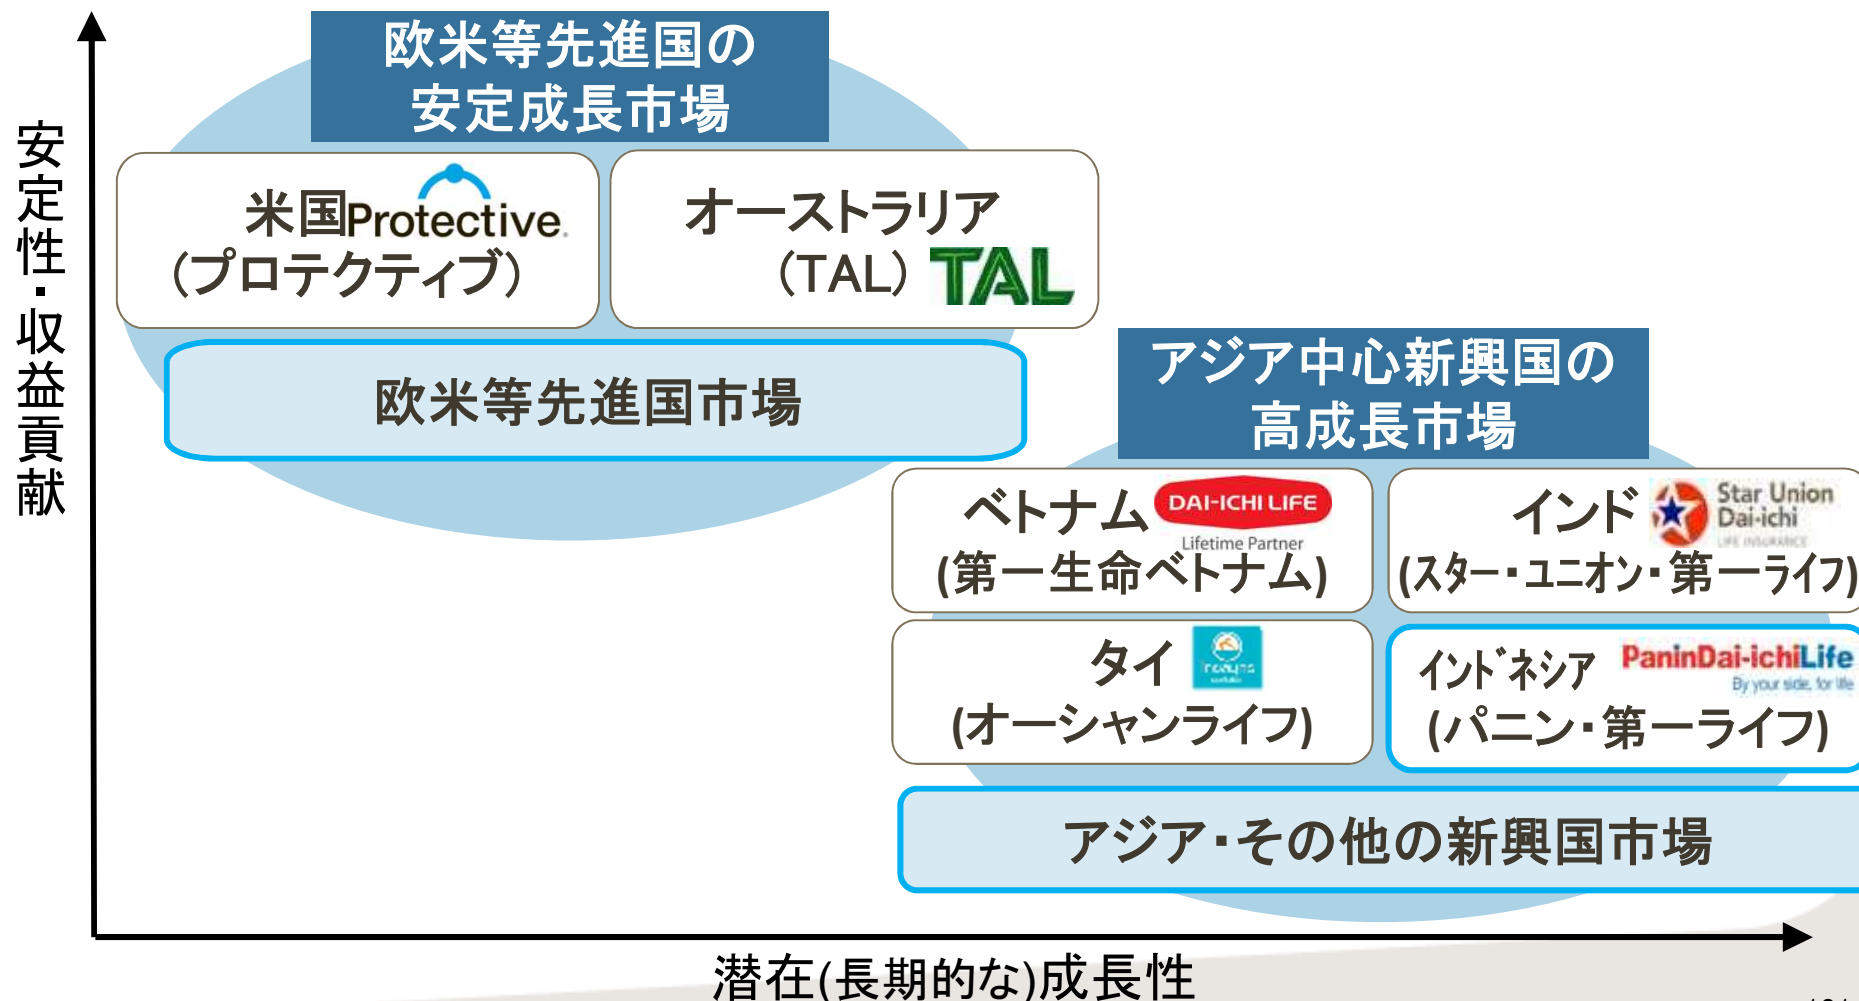 欧米等先進国の
安定成長市場
安定性・収益貢献
米国Protective.
(プロテクティブ)
オーストラリア
(TAL) TAL
欧米等先進国市場
アジア中心新興国の
高成長市場
ベトナム DAI-ICHI LIFE
Lifetime Partner
(第一生命ベトナム)
インド Star Union
Dai-ichi
LIFE INSURANCE
(スター・ユニオン・第一ライフ)
タイ
(オーシャンライフ)
インドネシア PaninDai-ichiLife
By your side, for life
(パニン・第一ライフ)
アジア・その他の新興国市場
潜在(長期的な)成長性